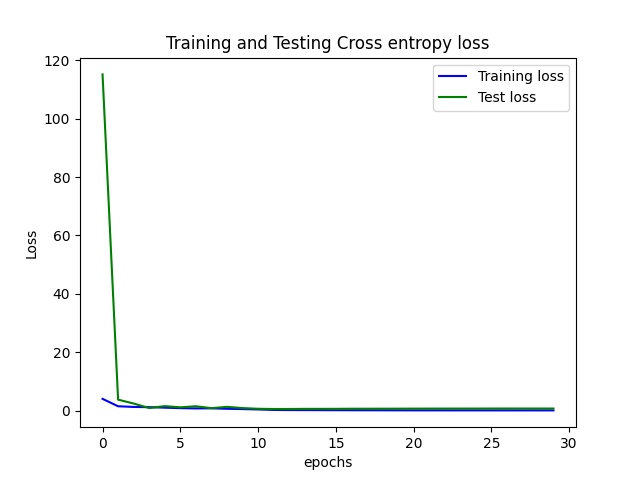 Training and Testing Cross entropy loss
Training loss
Test loss
120
100
80
60
40
20
0
Loss
0 5 10 15 20 25 30
epochs